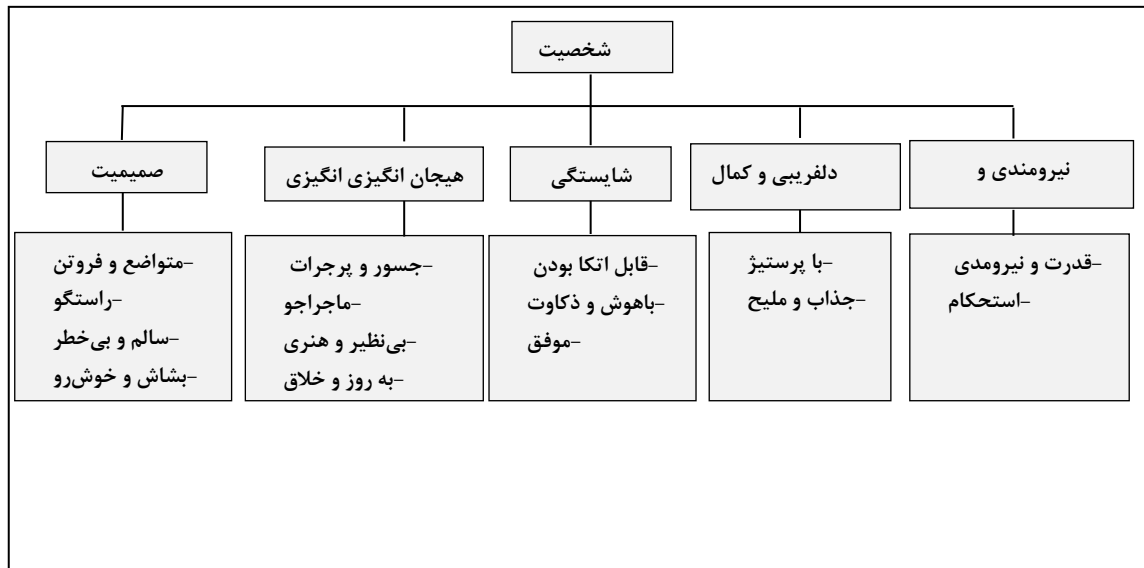 شخصیت
نیرومندی و
دلفریبی و کمال
شایستگی
هیجان انگیزی انگیزی
صمیمیت
-قدرت و نیرومدی
-استحکام
-با پرستیژ
-جذاب و ملیح
-قابل اتکا بودن
-باهوش و ذکاوت
-موفق
-جسور و پرجرات
-ماجراجو
-بی‌نظیر و هنری
-به روز و خلاق
-متواضع و فروتن
-راستگو
-سالم و بی‌خطر
-بشاش و خوش‌رو